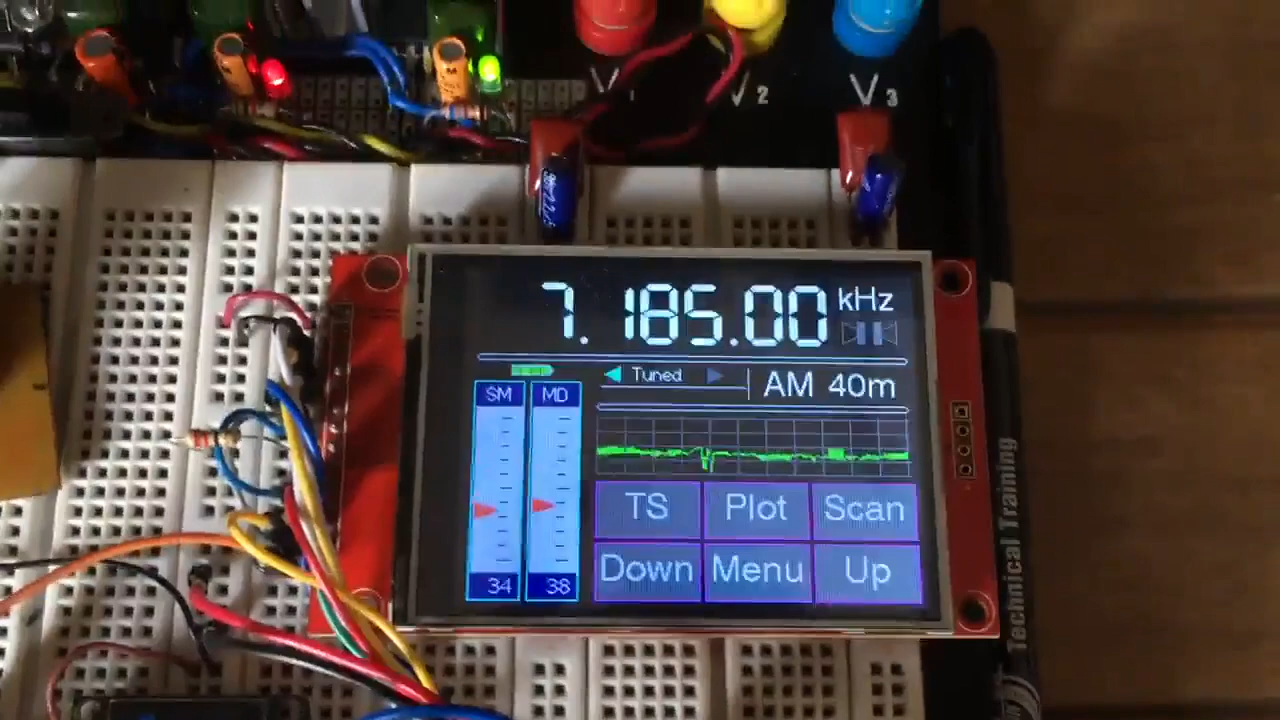 V1 V2 V3
7.185.00 kHz
Tuned
AM 40m
SM MD
TS Plot Scan
Down Menu Up
34 38
Technical Training